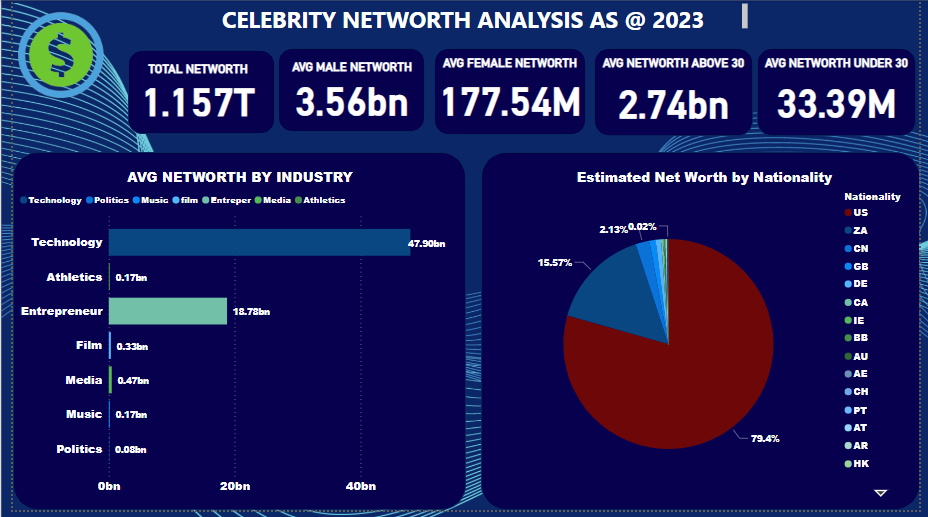 CELEBRITY NETWORTH ANALYSIS AS @ 2023
$
TOTAL NETWORTH
1.157T
AVG MALE NETWORTH
3.56bn
AVG FEMALE NETWORTH
177.54M
AVG NETWORTH ABOVE 30
2.74bn
AVG NETWORTH UNDER 30
33.39M
AVG NETWORTH BY INDUSTRY
Technology Politics Music film Entreper Media Athletics
Technology 47.90bn
Athletics 0.17bn
Entrepreneur 18.78bn
Film 0.33bn
Media 0.47bn
Music 0.17bn
Politics 0.08bn
0bn 20bn 40bn
Estimated Net Worth by Nationality
2.13% 0.02%
15.57%
79.4%
Nationality
US
ZA
CN
GB
DE
CA
IE
BB
AU
AE
CH
PT
AT
AR
HK